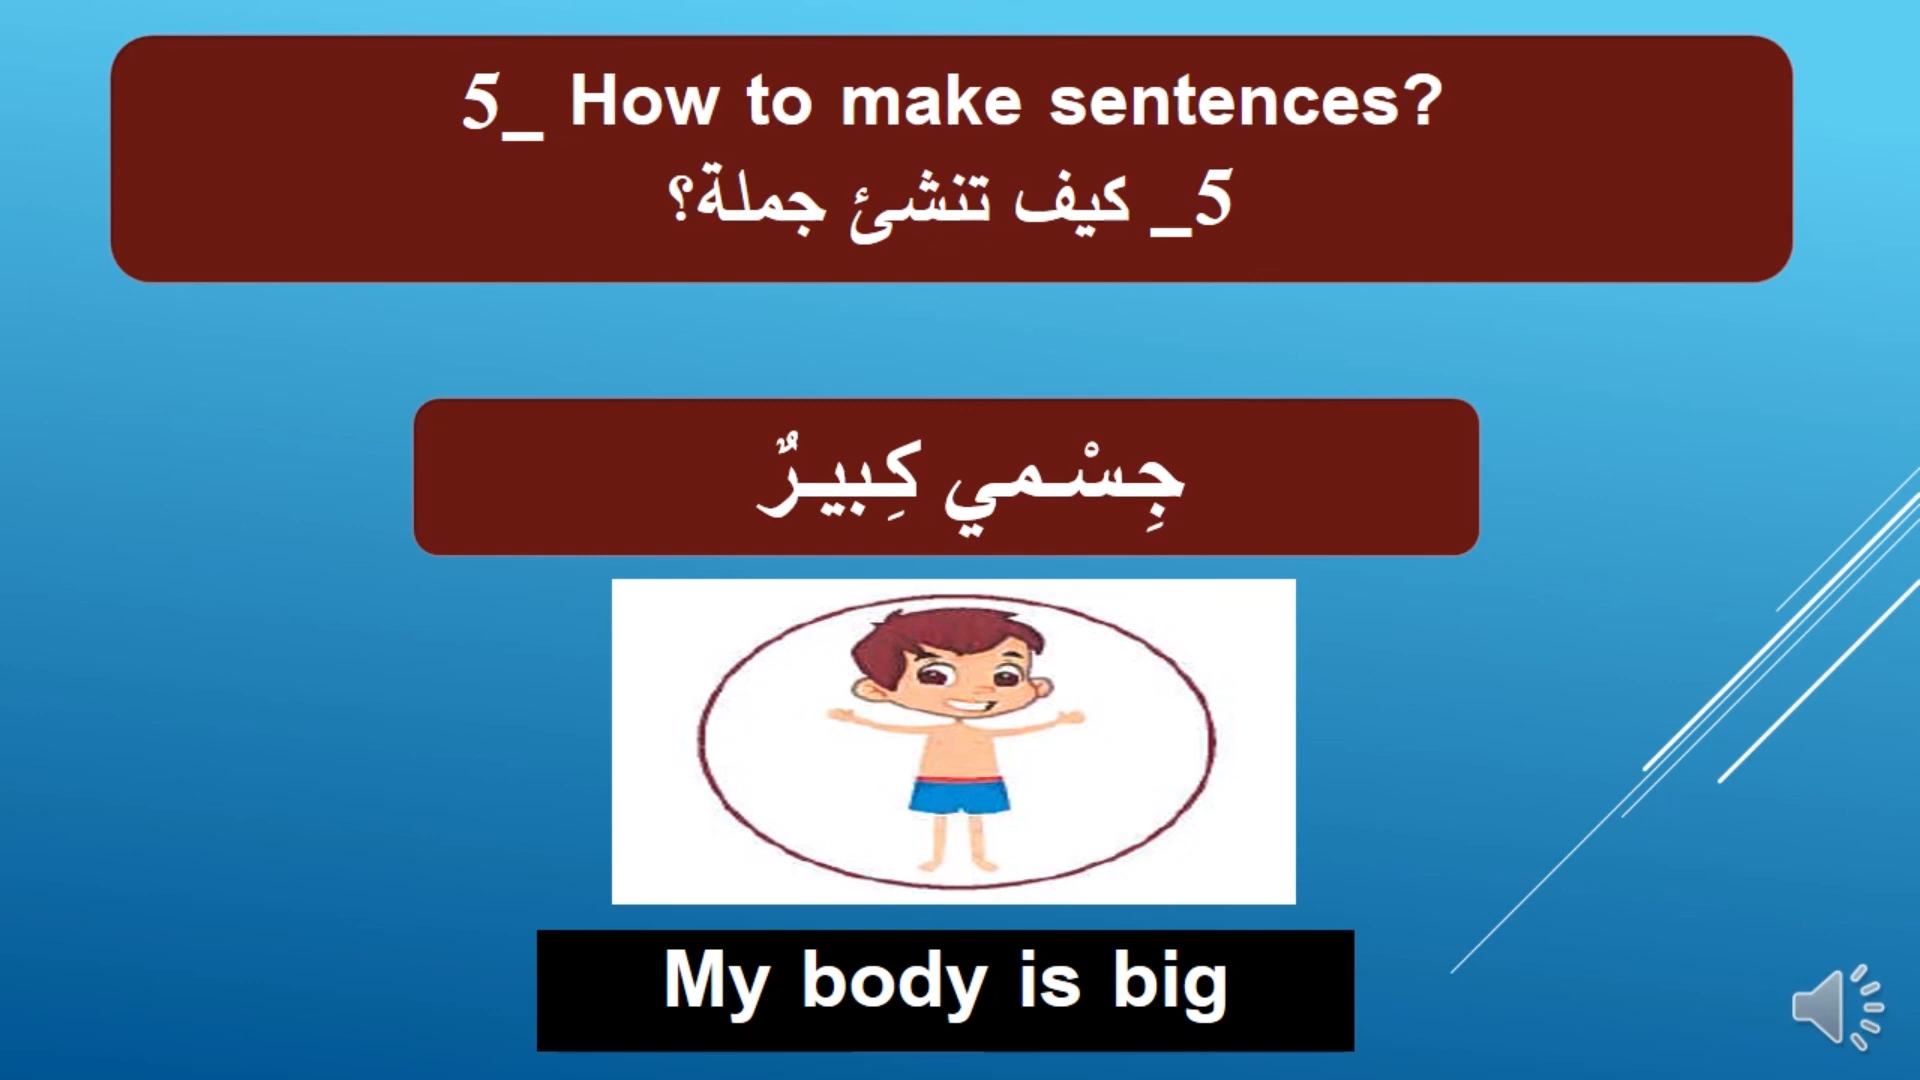 5_ How to make sentences?
5_ كيف تنشئ جملة؟
جِسْمي كِبيرٌ
My body is big